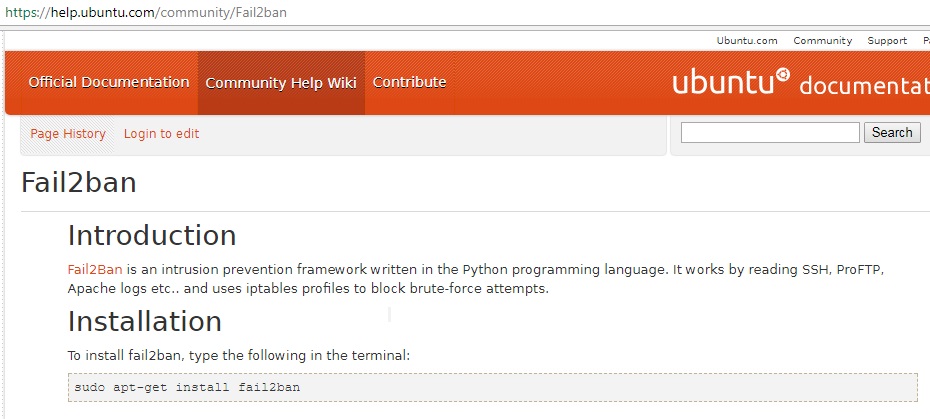 https://help.ubuntu.com/community/Fail2ban
Ubuntu.com Community Support
Official Documentation Community Help Wiki Contribute ubuntu documentat
Page History Login to edit Search
Fail2ban
Introduction
Fail2Ban is an intrusion prevention framework written in the Python programming language. It works by reading SSH, ProFTP,
Apache logs etc.. and uses iptables profiles to block brute-force attempts.
Installation
To install fail2ban, type the following in the terminal:
sudo apt-get install fail2ban